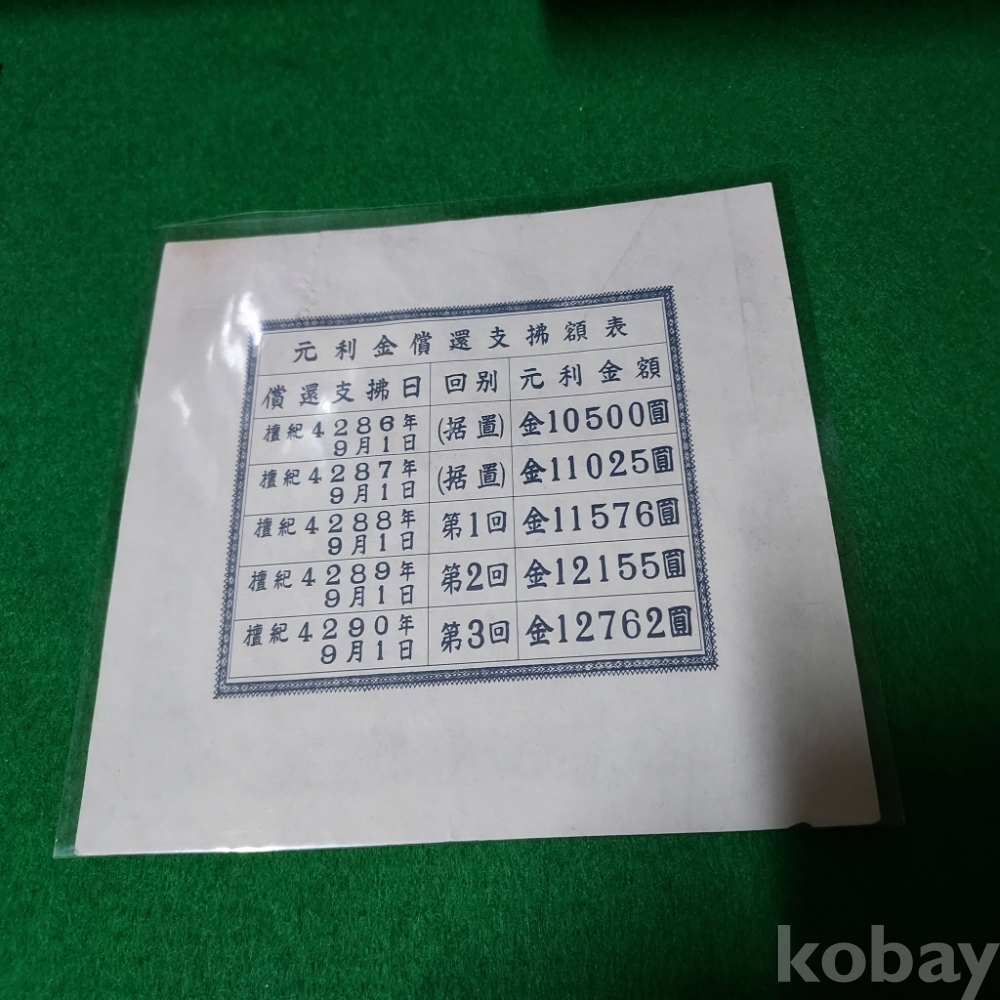 元利金償還支拂額表
償還支拂日 回別 元利金額
檀紀4286年9月1日 (据置) 金10500圓
檀紀4287年9月1日 (据置) 金11025圓
檀紀4288年9月1日 第1回 金11576圓
檀紀4289年9月1日 第2回 金12155圓
檀紀4290年9月1日 第3回 金12762圓
kobay